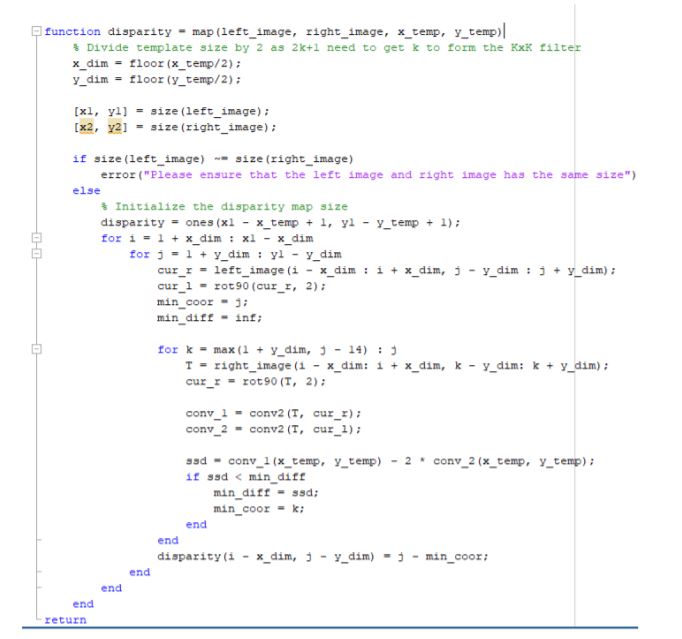 function disparity = map(left_image, right_image, x_temp, y_temp)
% Divide template size by 2 as 2k+1 need to get k to form the KxK filter
x_dim = floor(x_temp/2);
y_dim = floor(y_temp/2);
[x1, y1] = size(left_image);
[x2, y2] = size(right_image);
if size(left_image) ~= size(right_image)
error("Please ensure that the left image and right image has the same size")
else
% Initialize the disparity map size
disparity = ones(x1 - x_temp + 1, y1 - y_temp + 1);
for i = 1 + x_dim : x1 - x_dim
for j = 1 + y_dim : y1 - y_dim
cur_r = left_image(i - x_dim : i + x_dim, j - y_dim : j + y_dim);
cur_l = rot90(cur_r, 2);
min_coor = j;
min_diff = inf;
for k = max(1 + y_dim, j - 14) : j
T = right_image(i - x_dim: i + x_dim, k - y_dim: k + y_dim);
cur_r = rot90(T, 2);
conv_1 = conv2(T, cur_r);
conv_2 = conv2(T, cur_l);
ssd = conv_1(x_temp, y_temp) - 2 * conv_2(x_temp, y_temp);
if ssd < min_diff
min_diff = ssd;
min_coor = k;
end
end
disparity(i - x_dim, j - y_dim) = j - min_coor;
end
end
end
return